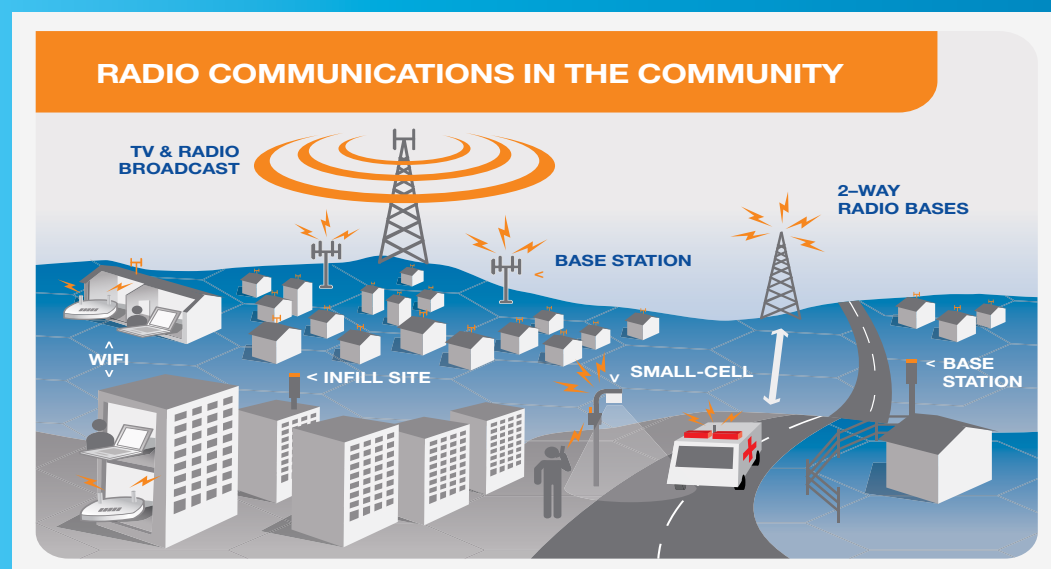 RADIO COMMUNICATIONS IN THE COMMUNITY
TV & RADIO
BROADCAST
2–WAY
RADIO BASES
< BASE STATION
^
WIFI
v
< INFILL SITE
v SMALL-CELL
< BASE
STATION